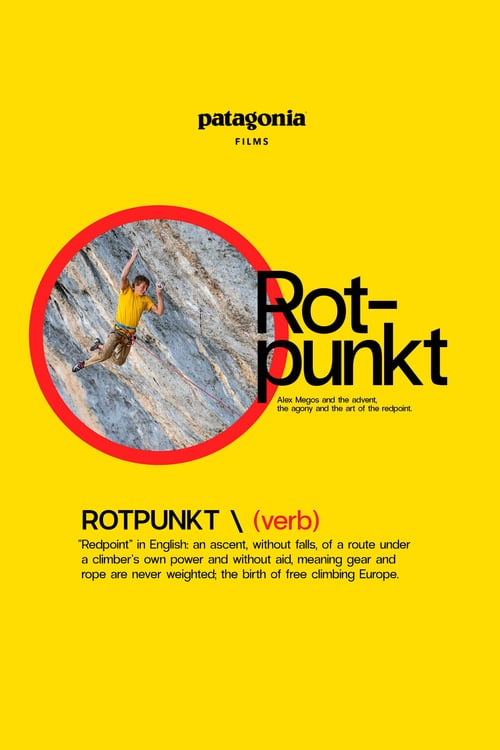 patagonia
FILMS
Rot-
punkt
Alex Megos and the advent,
the agony and the art of the redpoint.
ROTPUNKT \ (verb)
"Redpoint" in English: an ascent, without falls, of a route under
a climber's own power and without aid, meaning gear and
rope are never weighted; the birth of free climbing Europe.